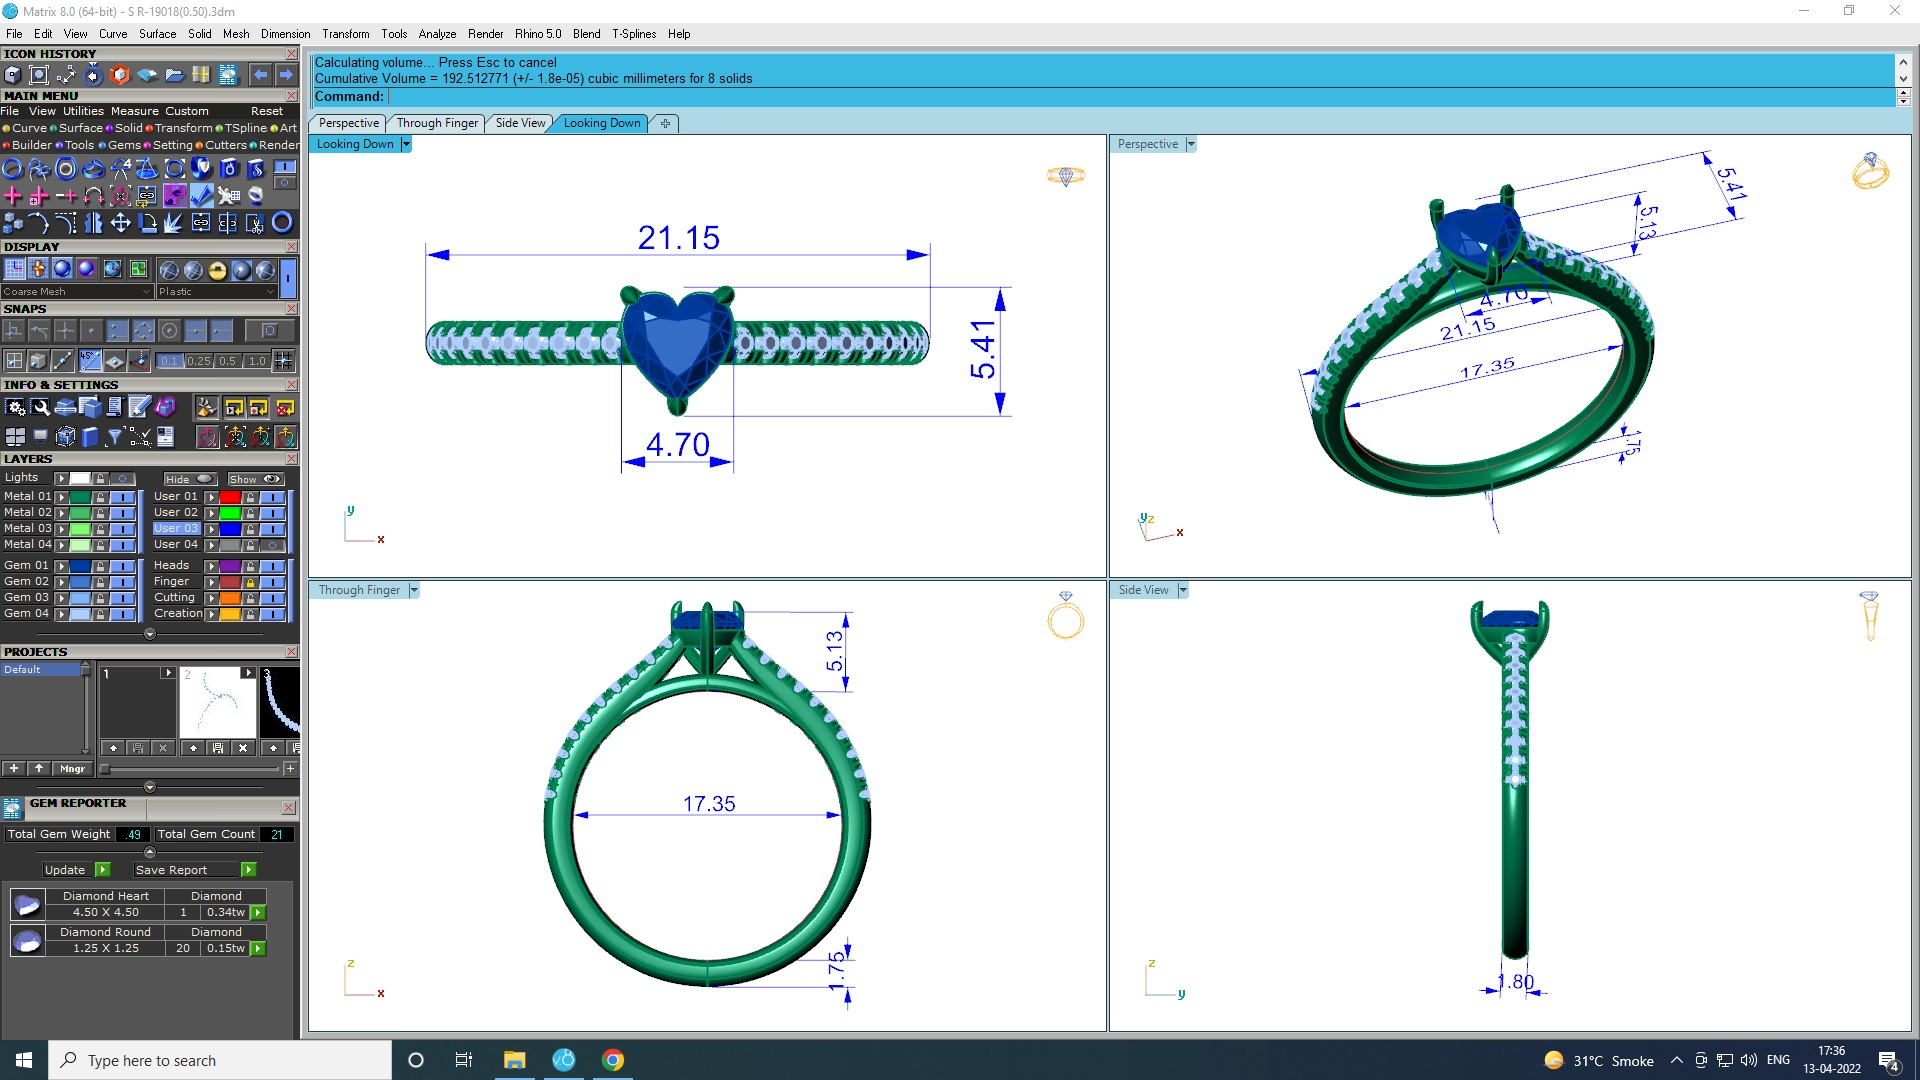 Matrix 8.0 (64-bit) - S R-19018(0.50).3dm
File Edit View Curve Surface Solid Mesh Dimension Transform Tools Analyze Render Rhino 5.0 Blend T-Splines Help
ICON HISTORY
MAIN MENU
File View Utilities Measure Custom Reset
Curve Surface Solid Transform TSpline Art
Builder Tools Gems Setting Cutters Render
DISPLAY
Coarse Mesh Plastic
SNAPS
0.1 0.25 0.5 1.0
INFO & SETTINGS
LAYERS
Lights Hide Show
Metal 01 User 01
Metal 02 User 02
Metal 03 User 03
Metal 04 User 04
Gem 01 Heads
Gem 02 Finger
Gem 03 Cutting
Gem 04 Creation
PROJECTS
Default
1 2 3
Mngr
GEM REPORTER
Total Gem Weight .49 Total Gem Count 21
Update Save Report
Diamond Heart Diamond
4.50 X 4.50 1 0.34tw
Diamond Round Diamond
1.25 X 1.25 20 0.15tw
Calculating volume... Press Esc to cancel
Cumulative Volume = 192.512771 (+/- 1.8e-05) cubic millimeters for 8 solids
Command:
Perspective Through Finger Side View Looking Down
Looking Down
21.15
5.41
4.70
y
x
Perspective
5.41
5.13
4.70
21.15
17.35
1.75
y z
x
Through Finger
5.13
17.35
1.75
z
x
Side View
1.80
z
y
Type here to search
31°C Smoke
ENG
17:36
13-04-2022
4